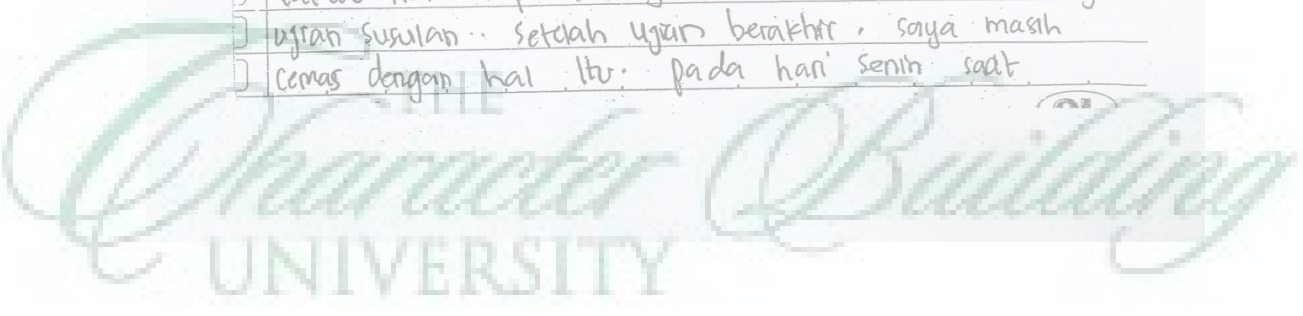 ujian susulan.. setelah ujian berakhir, saya masih
cemas dengan hal itu. pada hari senin saat
THE
Character Building
UNIVERSITY